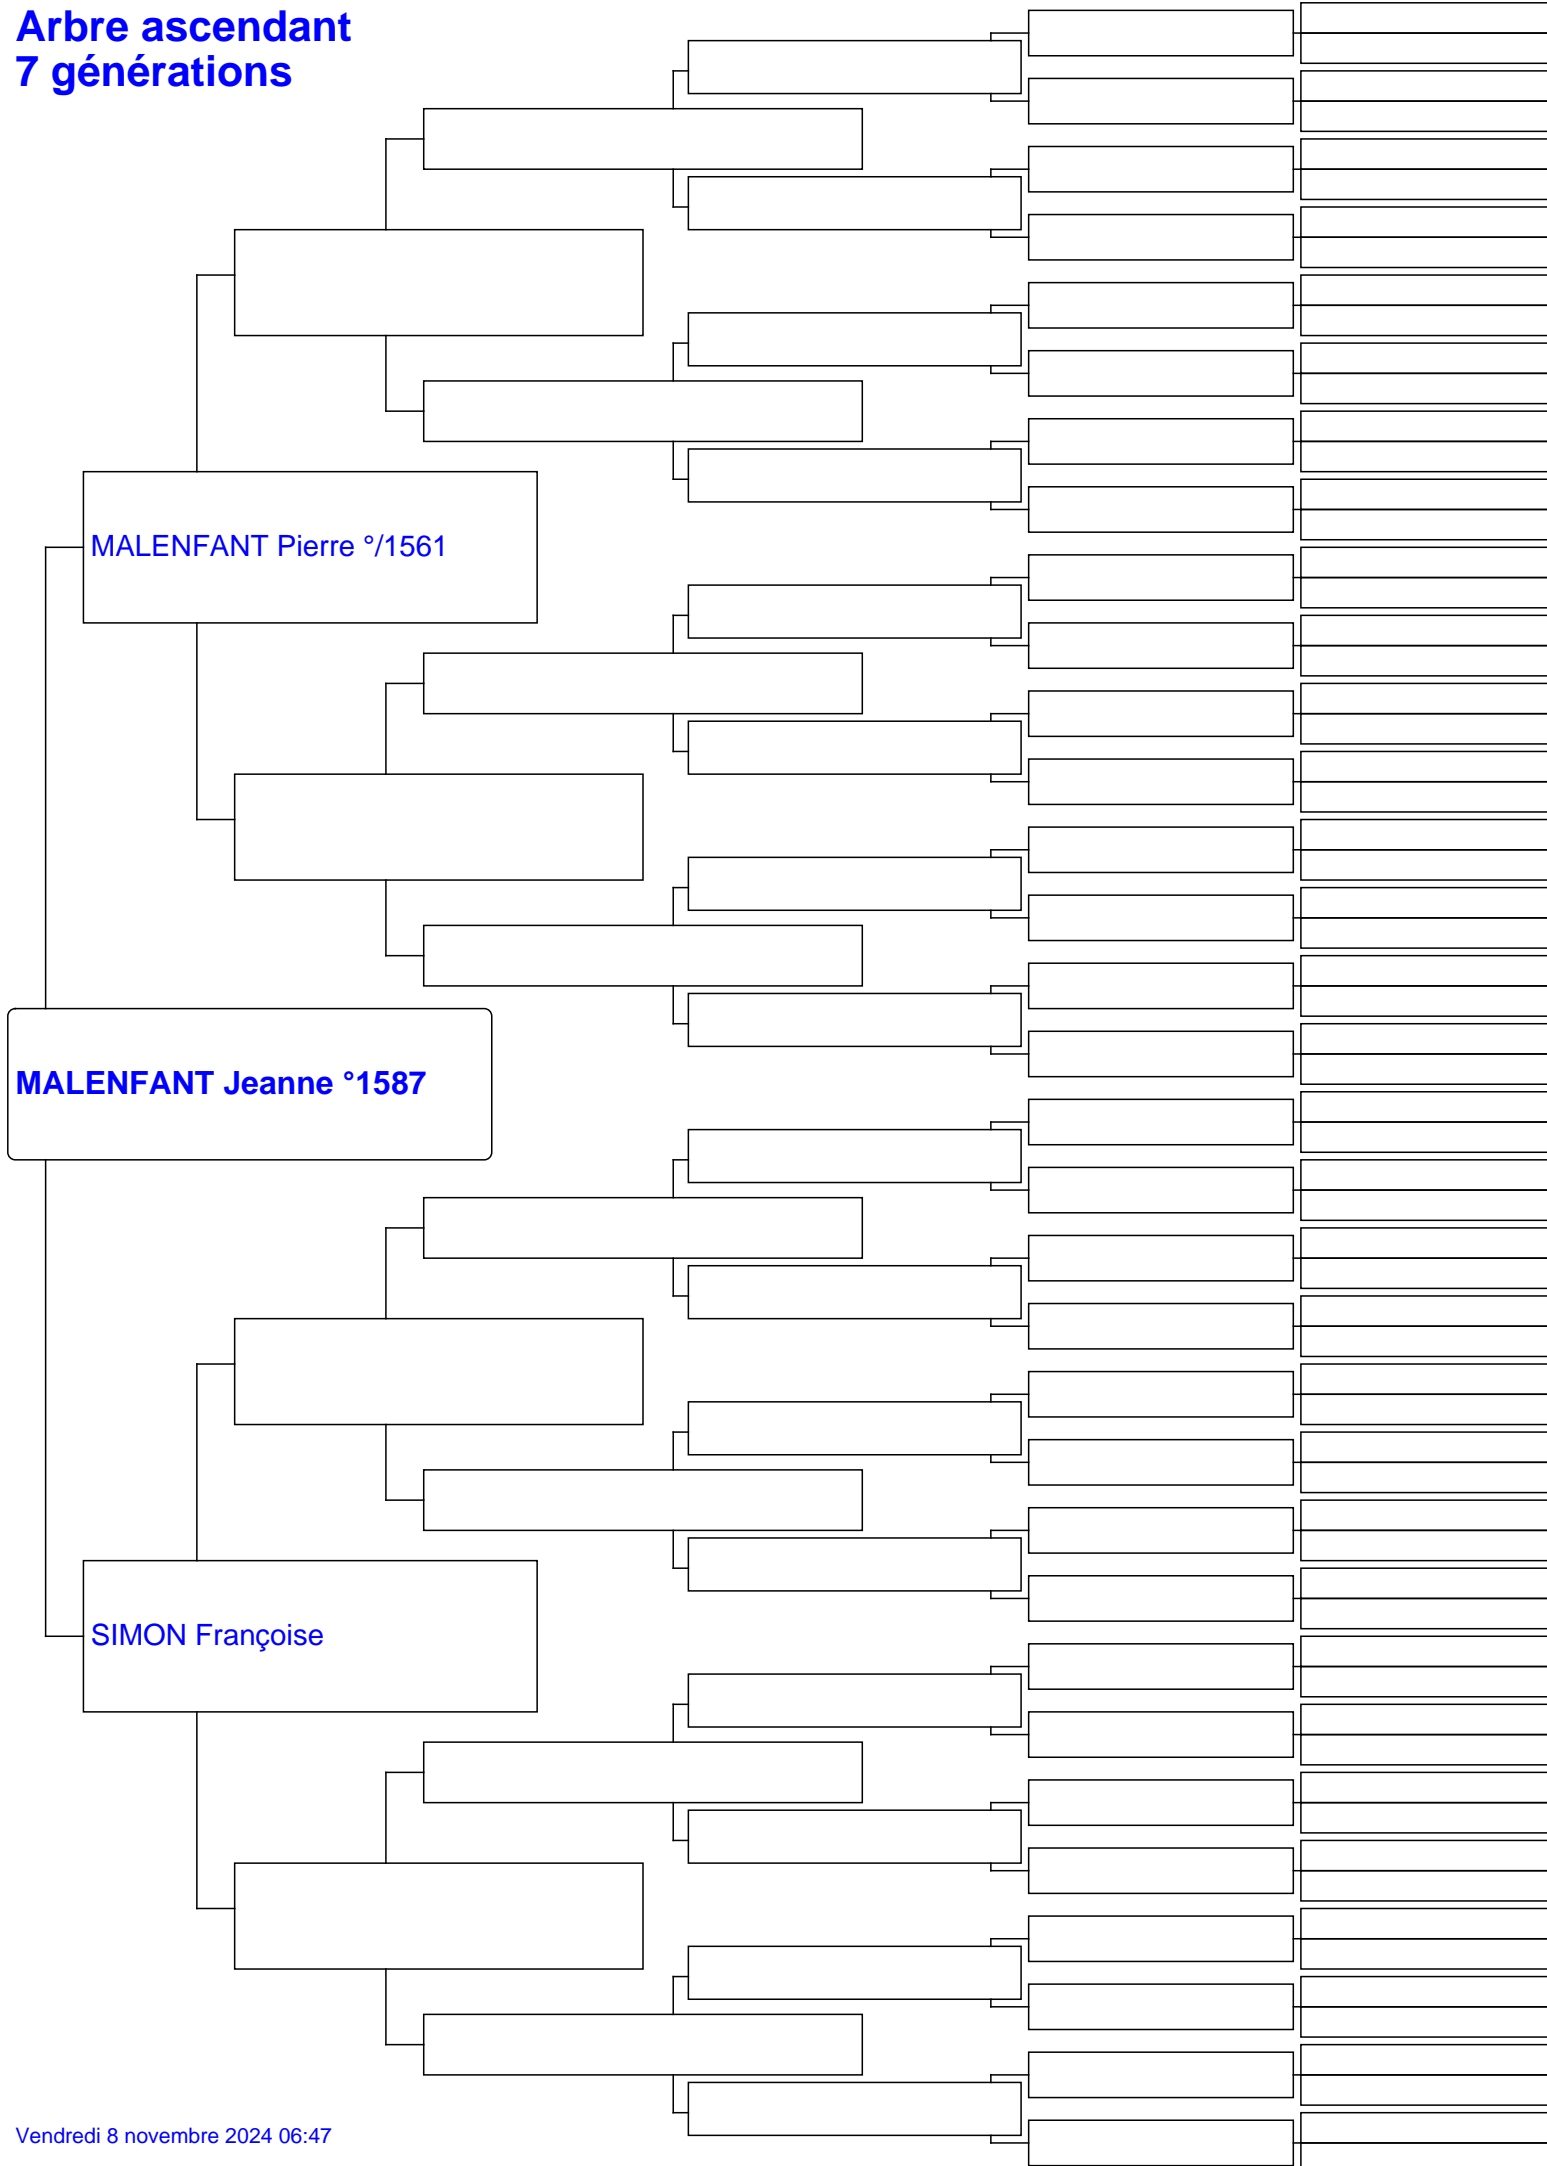 Arbre ascendant
7 générations
MALENFANT Pierre °/1561
MALENFANT Jeanne °1587
SIMON Françoise
Vendredi 8 novembre 2024 06:47